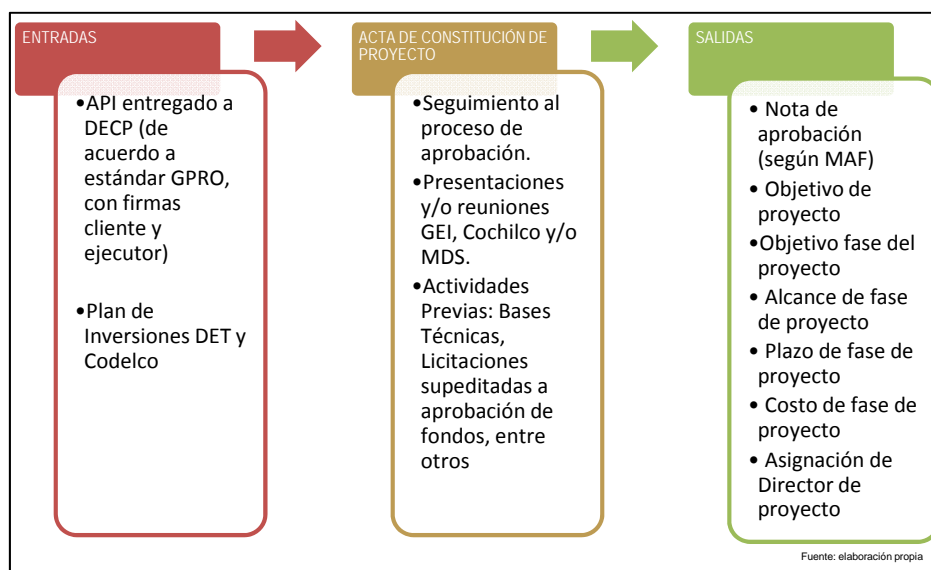 ENTRADAS
•API entregado a
DECP (de
acuerdo a
estándar GPRO,
con firmas
cliente y
ejecutor)
•Plan de
Inversiones DET y
Codelco
ACTA DE CONSTITUCIÓN DE
PROYECTO
•Seguimiento al
proceso de
aprobación.
•Presentaciones
y/o reuniones
GEI, Cochilco y/o
MDS.
•Actividades
Previas: Bases
Técnicas,
Licitaciones
supeditadas a
aprobación de
fondos, entre
otros
SALIDAS
• Nota de
aprobación
(según MAF)
• Objetivo de
proyecto
•Objetivo fase del
proyecto
• Alcance de fase
de proyecto
• Plazo de fase de
proyecto
• Costo de fase de
proyecto
• Asignación de
Director de
proyecto
Fuente: elaboración propia